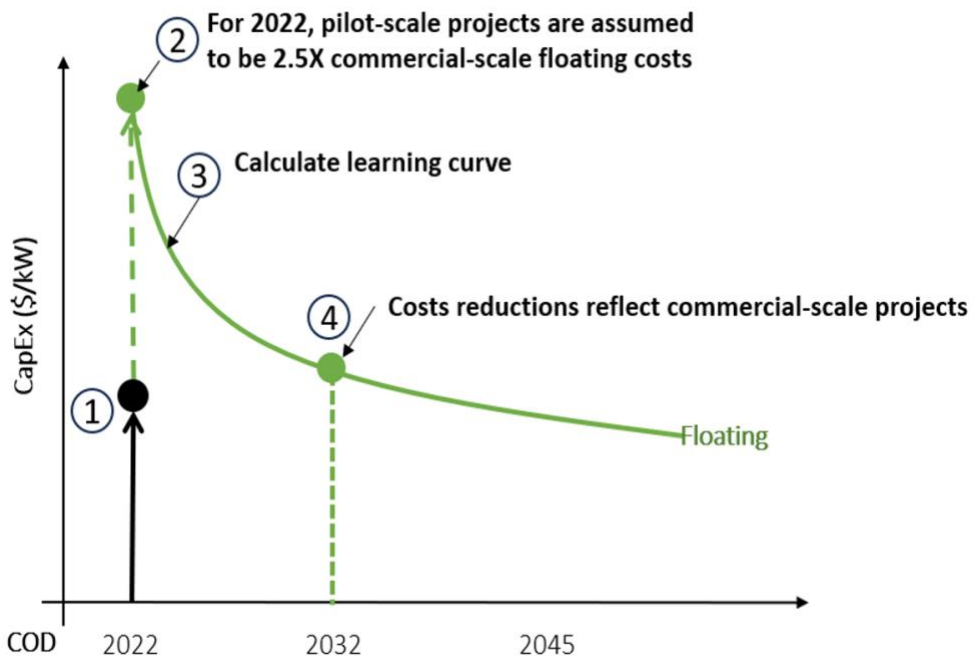 2
For 2022, pilot-scale projects are assumed
to be 2.5X commercial-scale floating costs
3
Calculate learning curve
4
Costs reductions reflect commercial-scale projects
CapEx ($/kW)
1
Floating
COD
2022
2032
2045